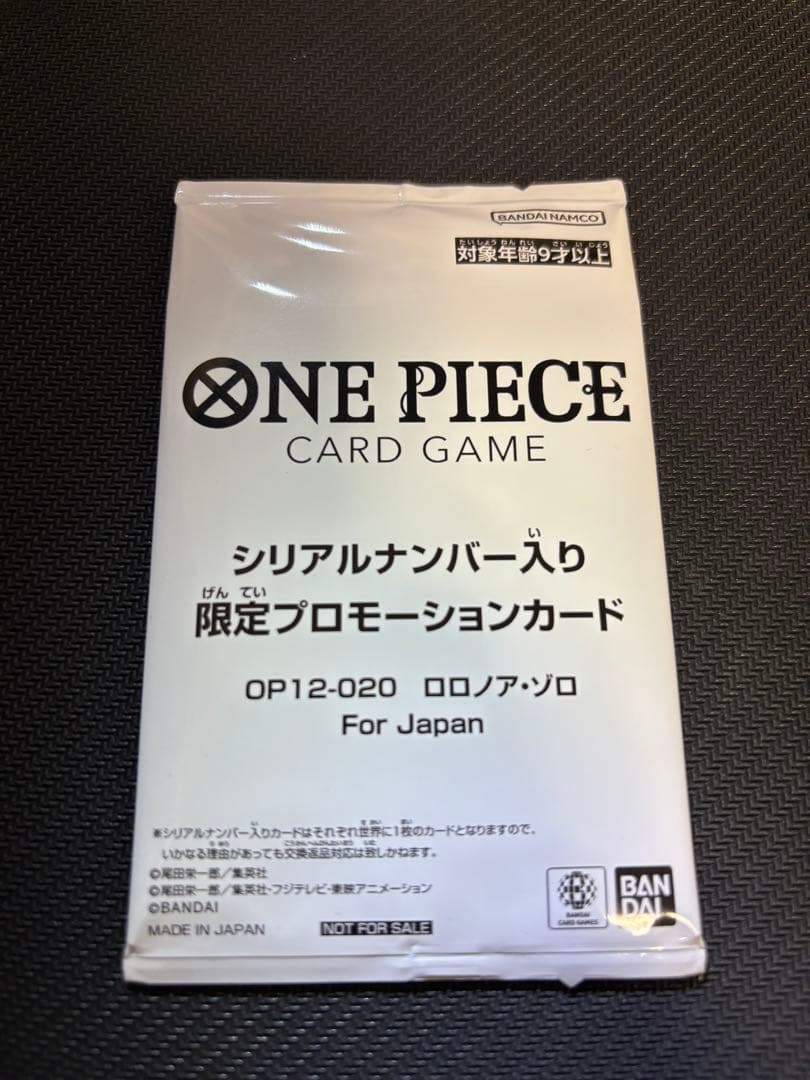 BANDAI NAMCO
対象年齢9才以上
ONE PIECE
CARD GAME
シリアルナンバー入り
限定プロモーションカード
OP12-020 ロロノア・ゾロ
For Japan
※シリアルナンバー入りカードはそれぞれ世界に1枚のカードとなりますので、
いかなる理由があっても交換返品対応は致しかねます。
©尾田栄一郎／集英社
©尾田栄一郎／集英社・フジテレビ・東映アニメーション
©BANDAI
MADE IN JAPAN NOT FOR SALE
BANDAI
CARD GAMES
BAN
DAI